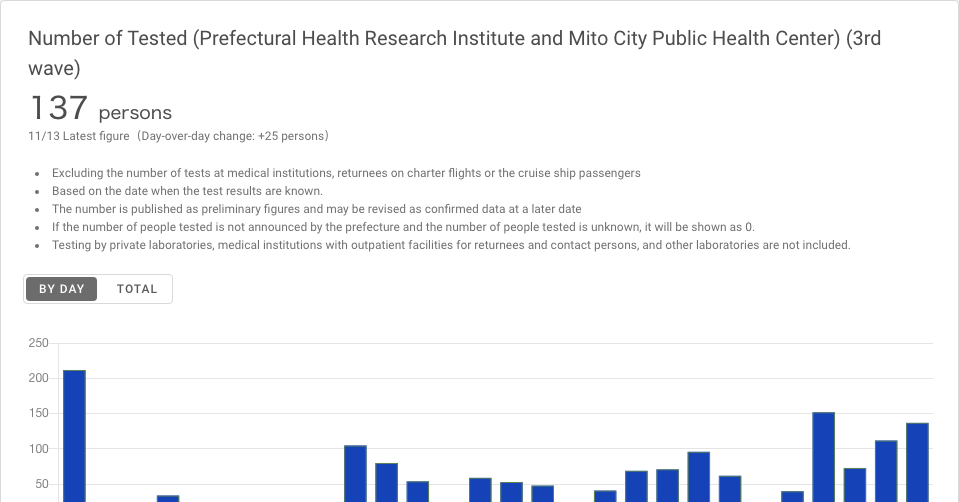 Number of Tested (Prefectural Health Research Institute and Mito City Public Health Center) (3rd
wave)
137 persons
11/13 Latest figure（Day-over-day change: +25 persons）
• Excluding the number of tests at medical institutions, returnees on charter flights or the cruise ship passengers
• Based on the date when the test results are known.
• The number is published as preliminary figures and may be revised as confirmed data at a later date
• If the number of people tested is not announced by the prefecture and the number of people tested is unknown, it will be shown as 0.
• Testing by private laboratories, medical institutions with outpatient facilities for returnees and contact persons, and other laboratories are not included.
BY DAY TOTAL
250
200
150
100
50